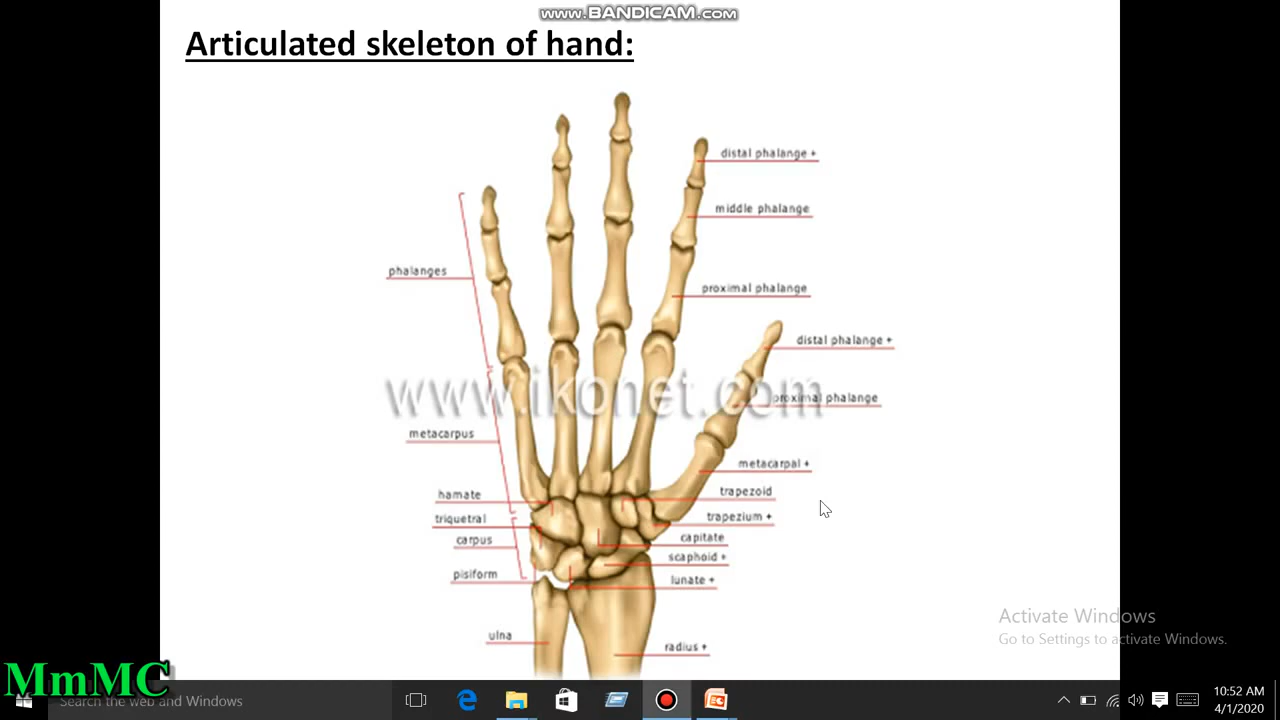 www.BANDICAM.com
Articulated skeleton of hand:
distal phalange +
middle phalange
phalanges
proximal phalange
distal phalange +
www.ikonet.com
proximal phalange
metacarpus
metacarpal +
hamate
trapezoid
triquetral
trapezium +
carpus
capitate
scaphoid +
pisiform
lunate +
ulna
radius +
Activate Windows
Go to Settings to activate Windows.
MmMC
Search the web and Windows
10:52 AM
4/1/2020